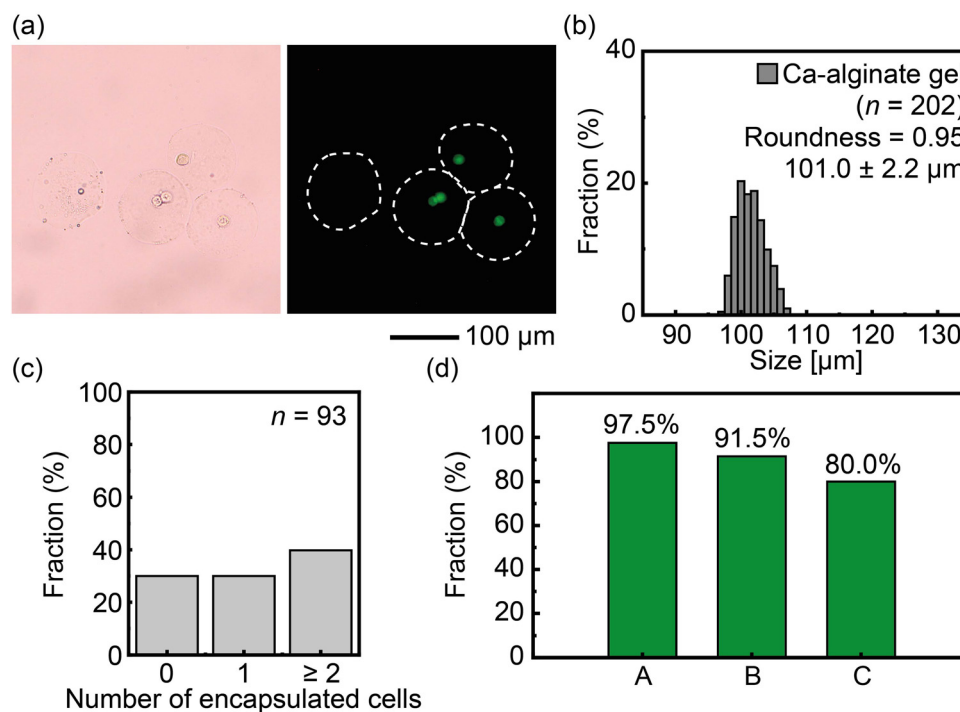 (a)
100 µm
(b)
40
20
0
Fraction (%)
Ca-alginate ge
(n = 202)
Roundness = 0.95
101.0 ± 2.2 µm
90 100 110 120 130
Size [µm]
(c)
100
80
60
40
20
0
Fraction (%)
n = 93
0 1 ≥ 2
Number of encapsulated cells
(d)
100
80
60
40
20
0
Fraction (%)
97.5%
91.5%
80.0%
A B C